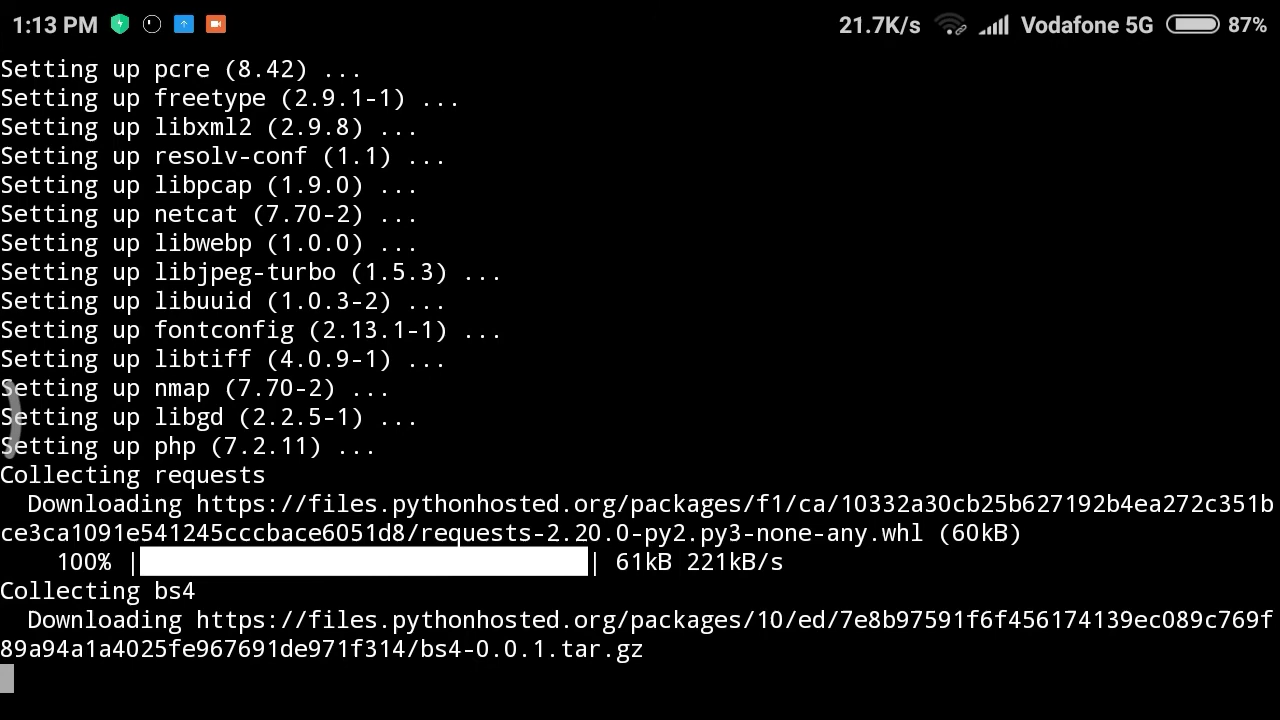 1:13 PM 21.7K/s Vodafone 5G 87%
Setting up pcre (8.42) ...
Setting up freetype (2.9.1-1) ...
Setting up libxml2 (2.9.8) ...
Setting up resolv-conf (1.1) ...
Setting up libpcap (1.9.0) ...
Setting up netcat (7.70-2) ...
Setting up libwebp (1.0.0) ...
Setting up libjpeg-turbo (1.5.3) ...
Setting up libuuid (1.0.3-2) ...
Setting up fontconfig (2.13.1-1) ...
Setting up libtiff (4.0.9-1) ...
Setting up nmap (7.70-2) ...
Setting up libgd (2.2.5-1) ...
Setting up php (7.2.11) ...
Collecting requests
Downloading https://files.pythonhosted.org/packages/f1/ca/10332a30cb25b627192b4ea272c351b
ce3ca1091e541245cccbace6051d8/requests-2.20.0-py2.py3-none-any.whl (60kB)
100% | | 61kB 221kB/s
Collecting bs4
Downloading https://files.pythonhosted.org/packages/10/ed/7e8b97591f6f456174139ec089c769f
89a94a1a4025fe967691de971f314/bs4-0.0.1.tar.gz